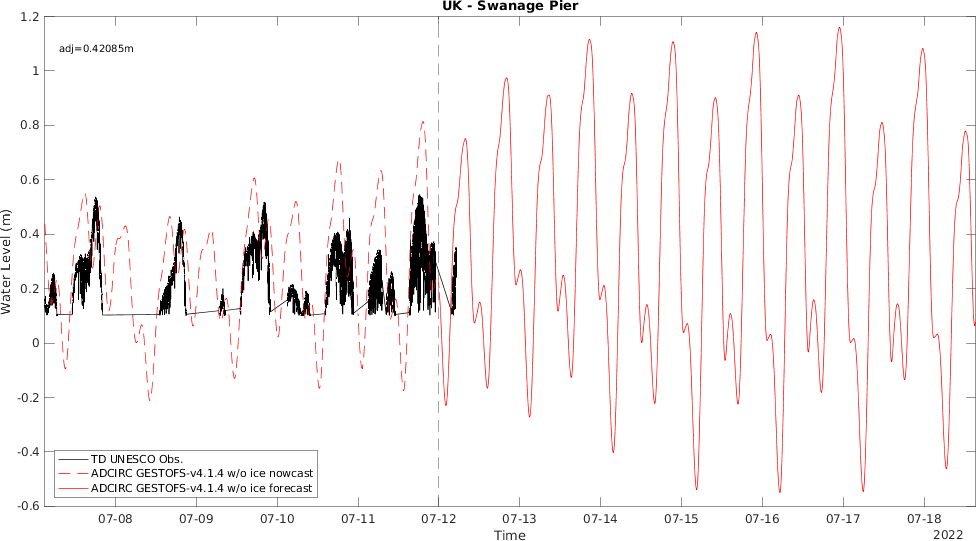 UK - Swanage Pier
1.2
1
0.8
0.6
0.4
0.2
0
-0.2
-0.4
-0.6
Water Level (m)
adj=0.42085m
TD UNESCO Obs.
ADCIRC GESTOFS-v4.1.4 w/o ice nowcast
ADCIRC GESTOFS-v4.1.4 w/o ice forecast
07-08 07-09 07-10 07-11 07-12 07-13 07-14 07-15 07-16 07-17 07-18
Time
2022